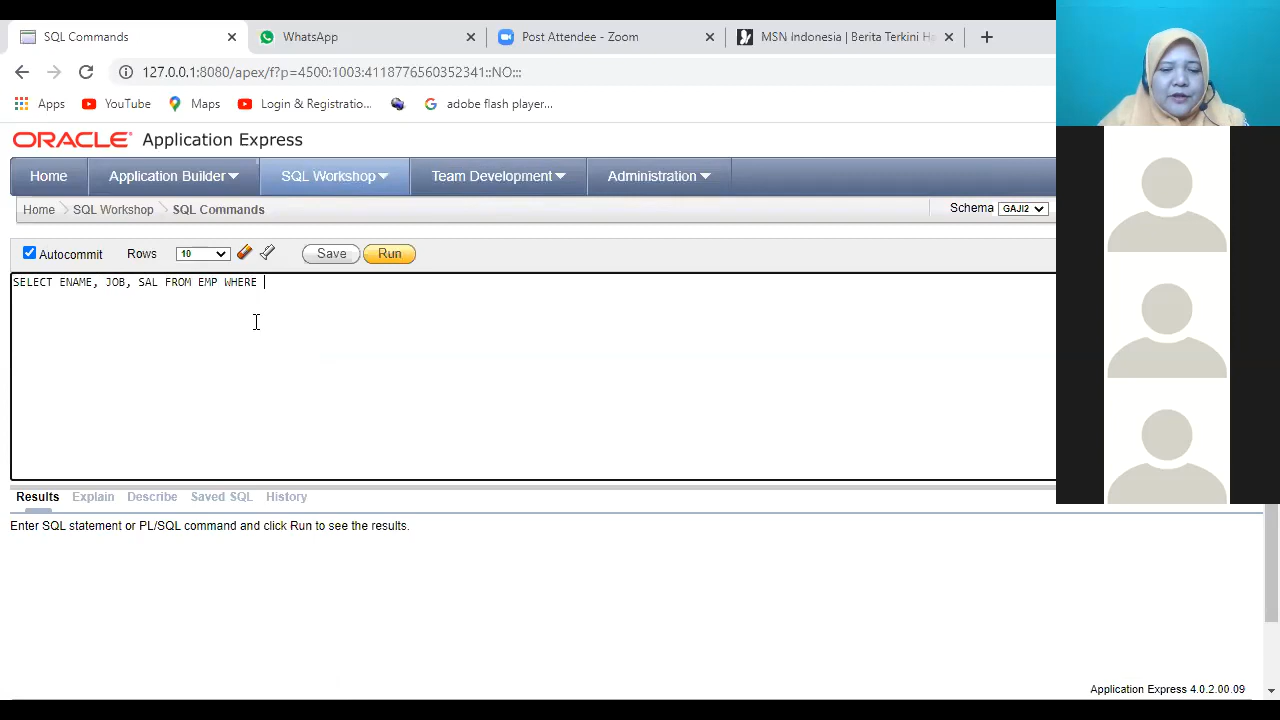 SQL Commands
WhatsApp
Post Attendee - Zoom
MSN Indonesia | Berita Terkini Ha
127.0.0.1:8080/apex/f?p=4500:1003:4118776560352341::NO:::
Apps YouTube Maps Login & Registratio... adobe flash player...
ORACLE Application Express
Home Application Builder SQL Workshop Team Development Administration
Home SQL Workshop SQL Commands Schema GAJI2
Autocommit Rows 10 Save Run
SELECT ENAME, JOB, SAL FROM EMP WHERE
Results Explain Describe Saved SQL History
Enter SQL statement or PL/SQL command and click Run to see the results.
Application Express 4.0.2.00.09